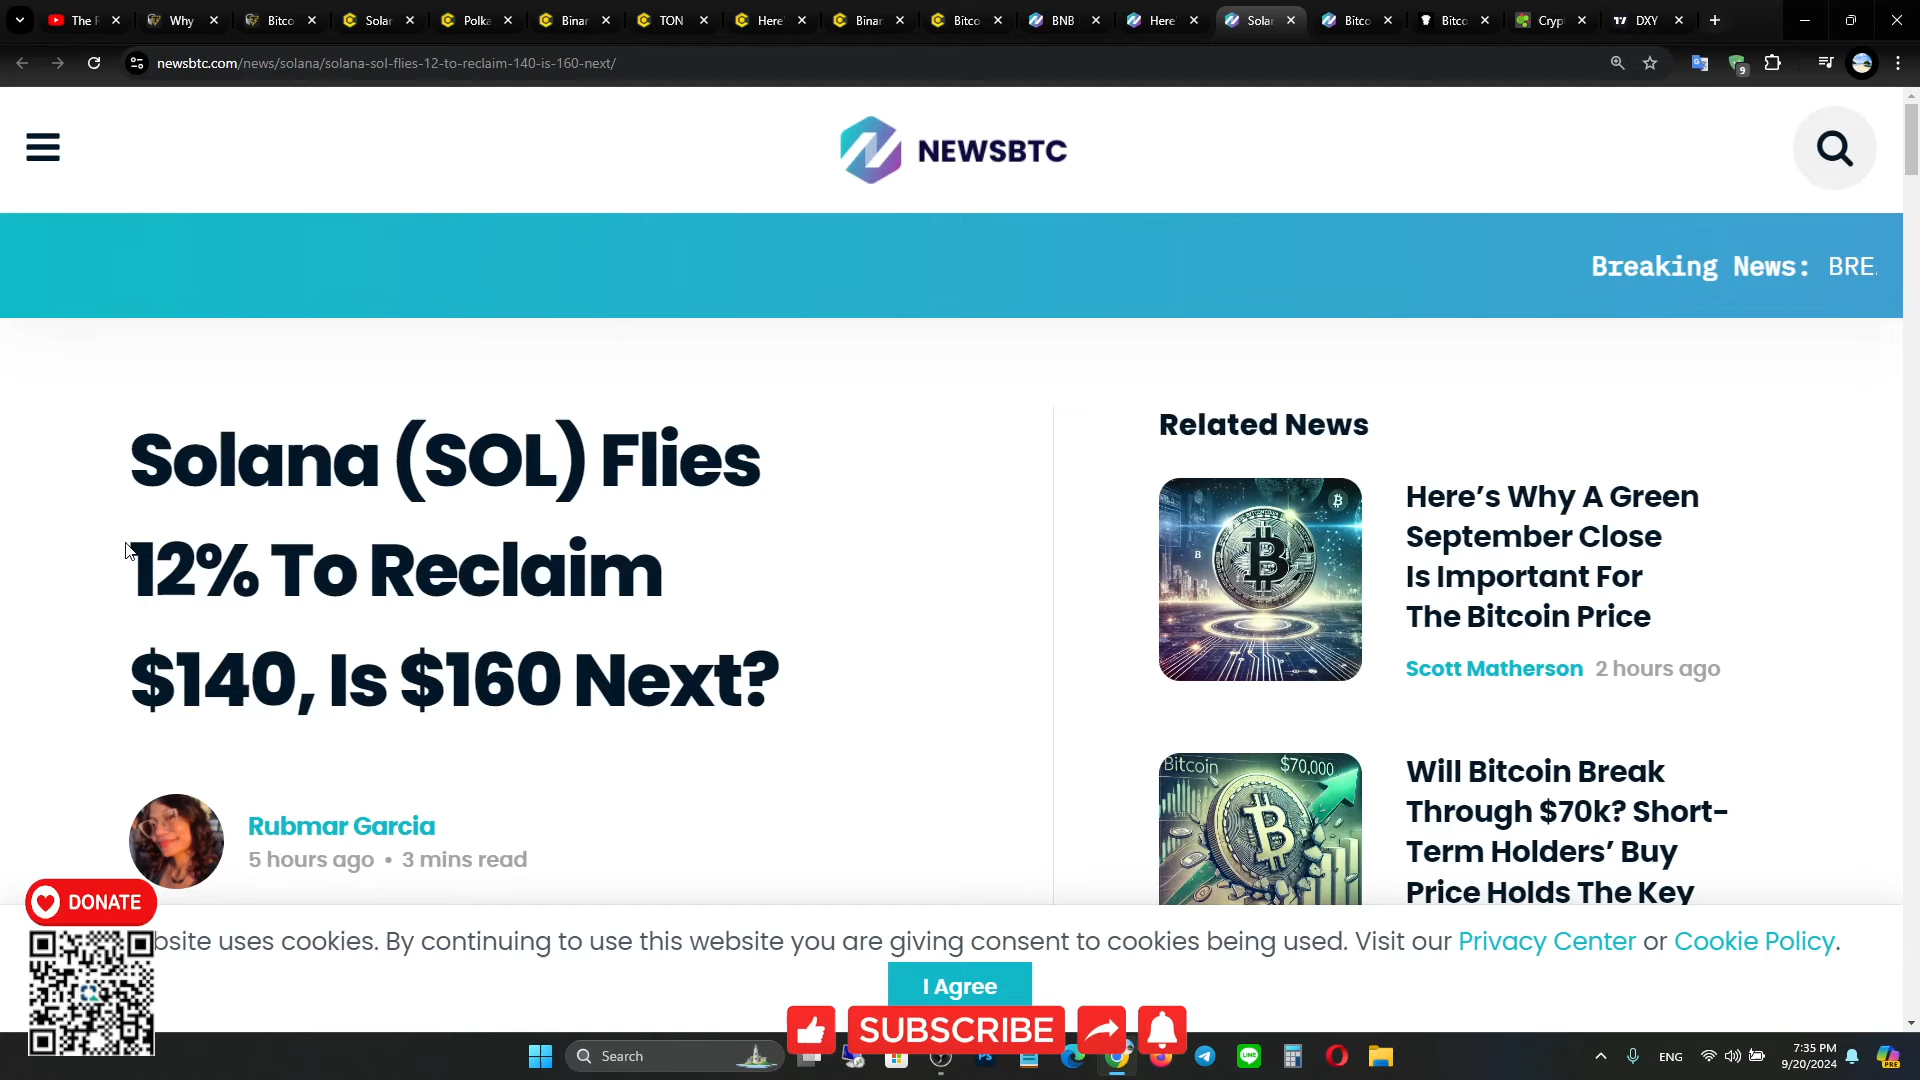 The F
Why
Bitco
Solar
Polka
Binar
TON
Here'
Binar
Bitco
BNB
Here'
Solar
Bitco
Bitco
Cryp
DXY
newsbtc.com/news/solana/solana-sol-flies-12-to-reclaim-140-is-160-next/
9
NEWSBTC
Breaking News: BRE
Solana (SOL) Flies
12% To Reclaim
$140, Is $160 Next?
Rubmar Garcia
5 hours ago • 3 mins read
Related News
Here’s Why A Green
September Close
Is Important For
The Bitcoin Price
Scott Matherson 2 hours ago
Bitcoin $70,000
Will Bitcoin Break
Through $70k? Short-
Term Holders’ Buy
Price Holds The Key
DONATE
bsite uses cookies. By continuing to use this website you are giving consent to cookies being used. Visit our Privacy Center or Cookie Policy.
I Agree
SUBSCRIBE
Search
Ps
LINE
ENG
7:35 PM
9/20/2024
PRE